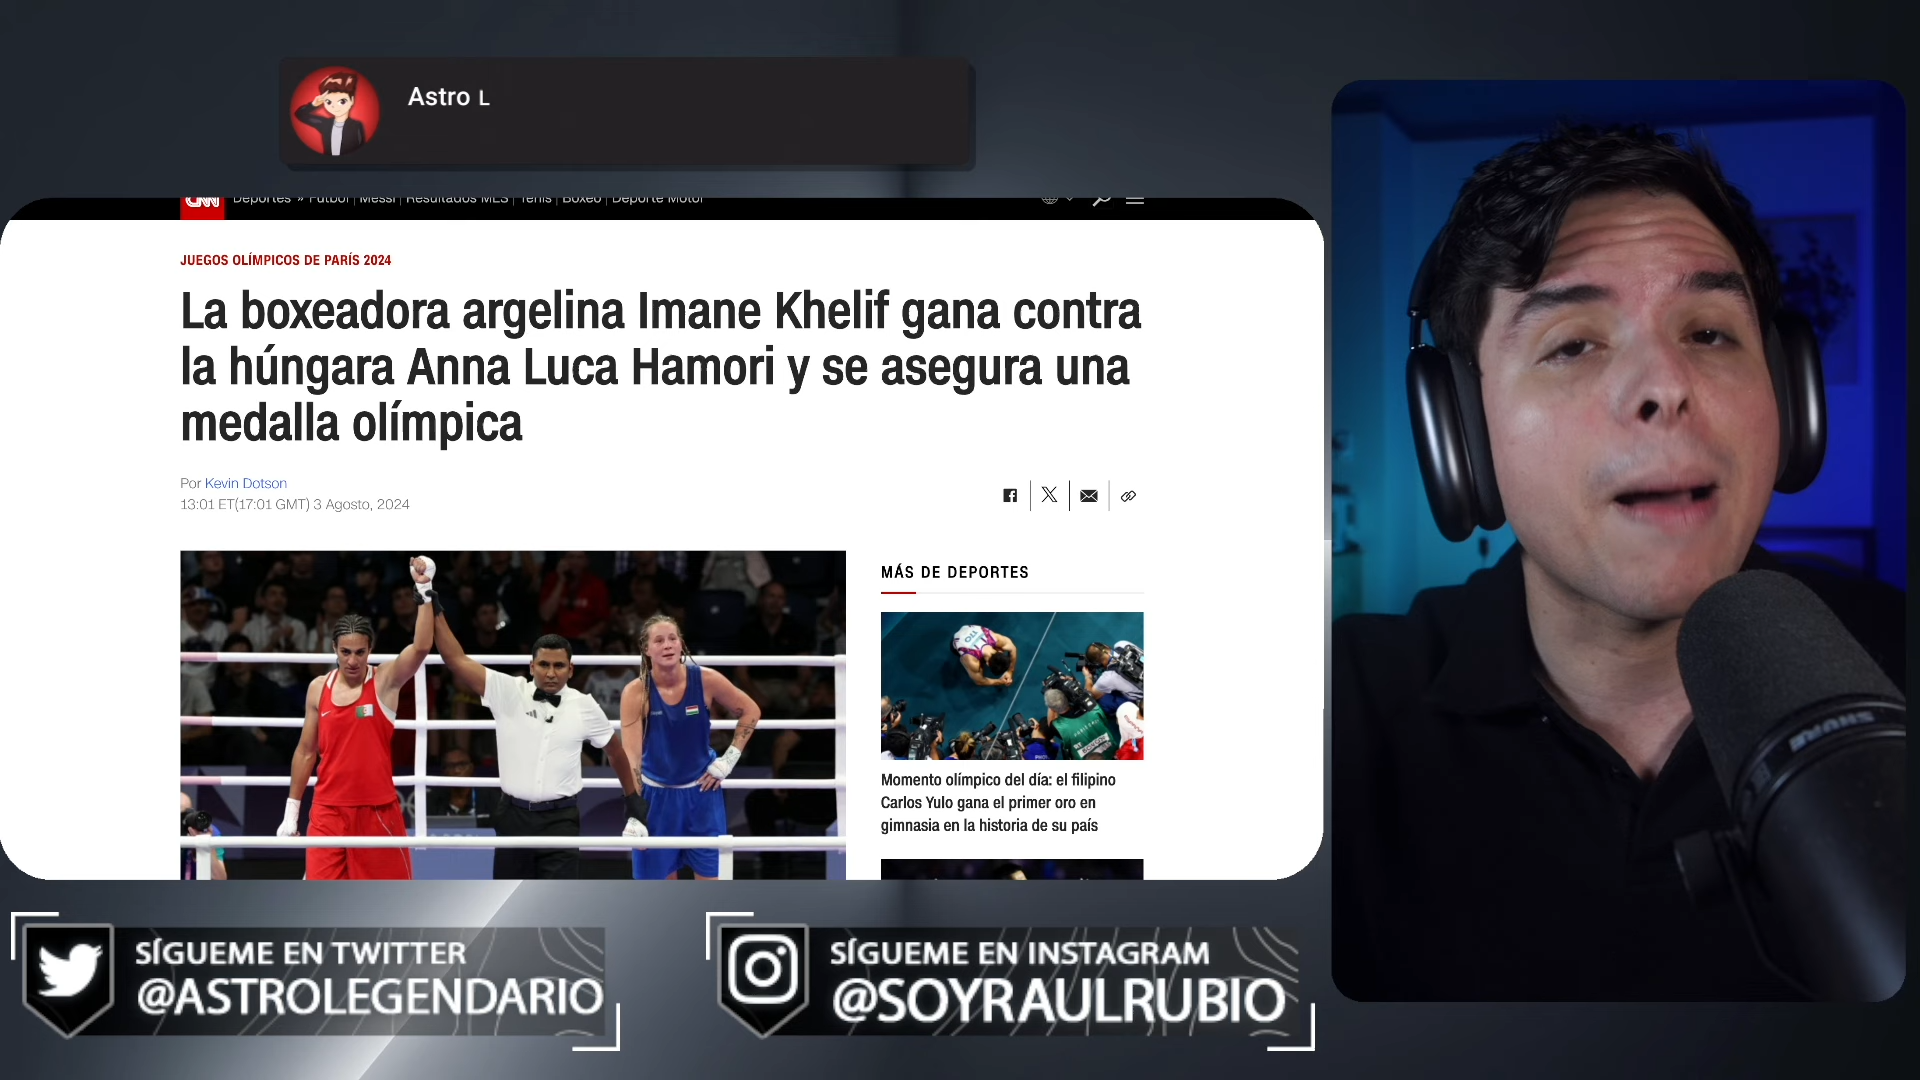 Astro L
CNN Deportes » Fútbol | Messi | Resultados MLS | Tenis | Boxeo | Deporte Motor
JUEGOS OLÍMPICOS DE PARÍS 2024
La boxeadora argelina Imane Khelif gana contra
la húngara Anna Luca Hamori y se asegura una
medalla olímpica
Por Kevin Dotson
13:01 ET(17:01 GMT) 3 Agosto, 2024
MÁS DE DEPORTES
Momento olímpico del día: el filipino
Carlos Yulo gana el primer oro en
gimnasia en la historia de su país
SÍGUEME EN TWITTER
@ASTROLEGENDARIO
SÍGUEME EN INSTAGRAM
@SOYRAULRUBIO
SHURE